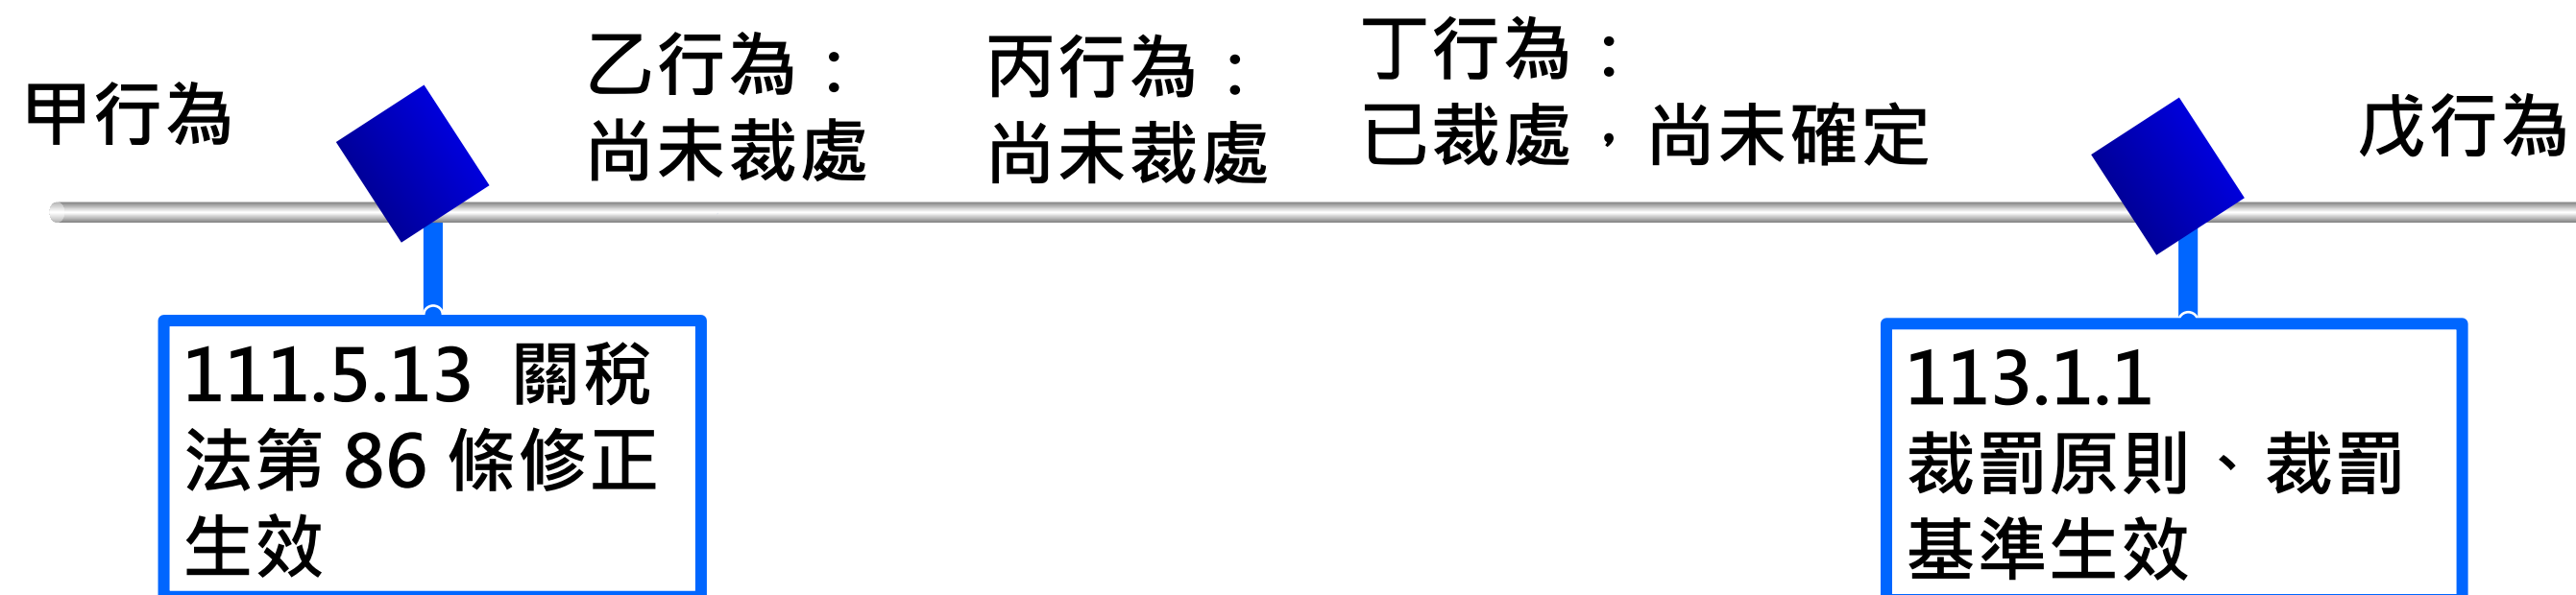 甲行為
乙行為：
尚未裁處
丙行為：
尚未裁處
丁行為：
已裁處，尚未確定
戊行為
111.5.13 關稅
法第 86 條修正
生效
113.1.1
裁罰原則、裁罰
基準生效